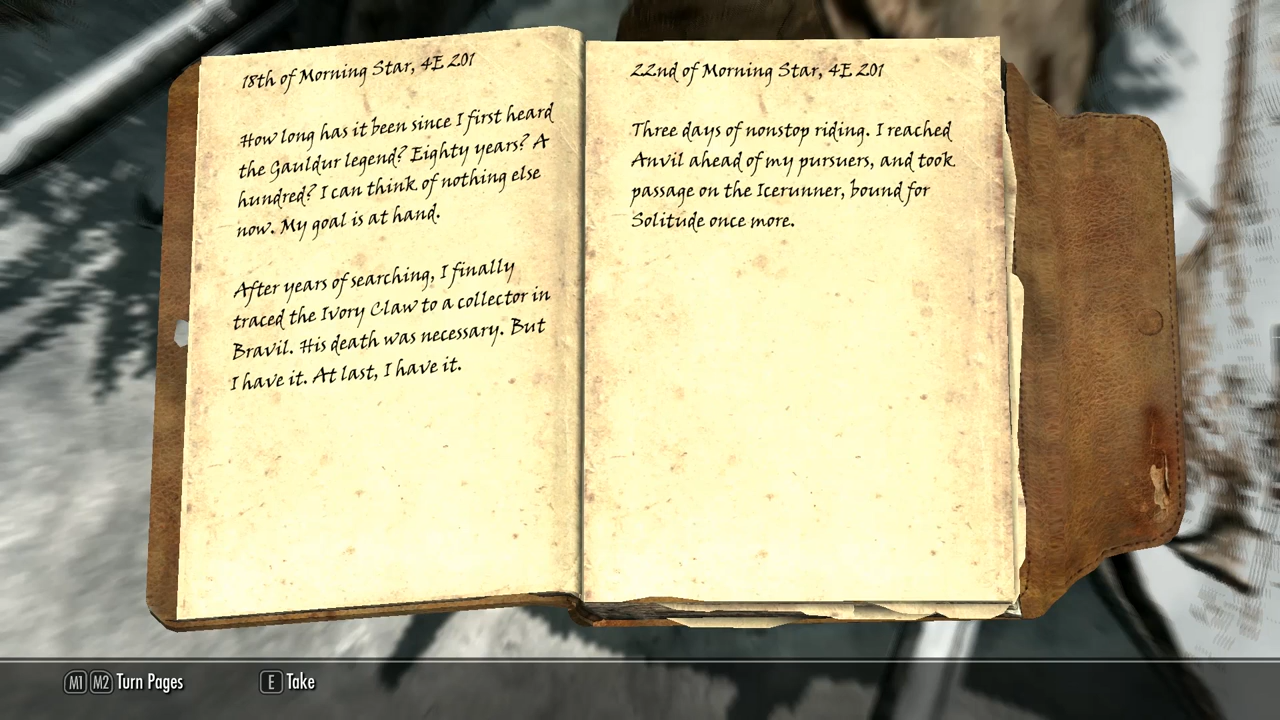 18th of Morning Star, 4E 201
How long has it been since I first heard
the Gauldur legend? Eighty years? A
hundred? I can think of nothing else
now. My goal is at hand.
After years of searching, I finally
traced the Ivory Claw to a collector in
Bravil. His death was necessary. But
I have it. At last, I have it.
22nd of Morning Star, 4E 201
Three days of nonstop riding. I reached
Anvil ahead of my pursuers, and took
passage on the Icerunner, bound for
Solitude once more.
M1 M2 Turn Pages
E Take